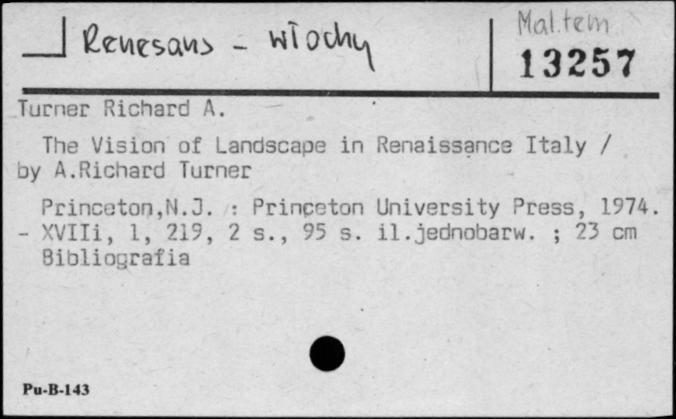 Renesans - Włochy
Mal.tem
13257
Turner Richard A.
The Vision of Landscape in Renaissance Italy /
by A.Richard Turner
Princeton,N.J. : Princeton University Press, 1974.
- XVIIi, 1, 219, 2 s., 95 s. il.jednobarw. ; 23 cm
Bibliografia
Pu-B-143